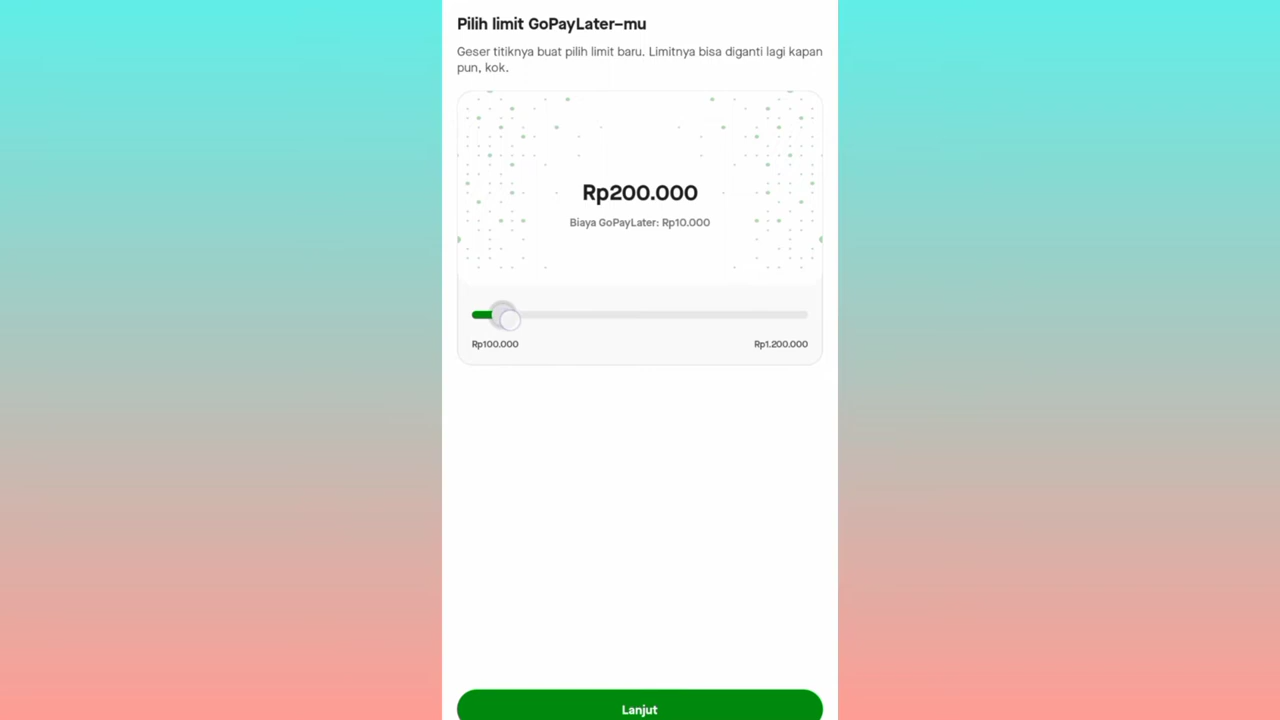 Pilih limit GoPayLater-mu
Geser titiknya buat pilih limit baru. Limitnya bisa diganti lagi kapan
pun, kok.
Rp200.000
Biaya GoPayLater: Rp10.000
Rp100.000
Rp1.200.000
Lanjut